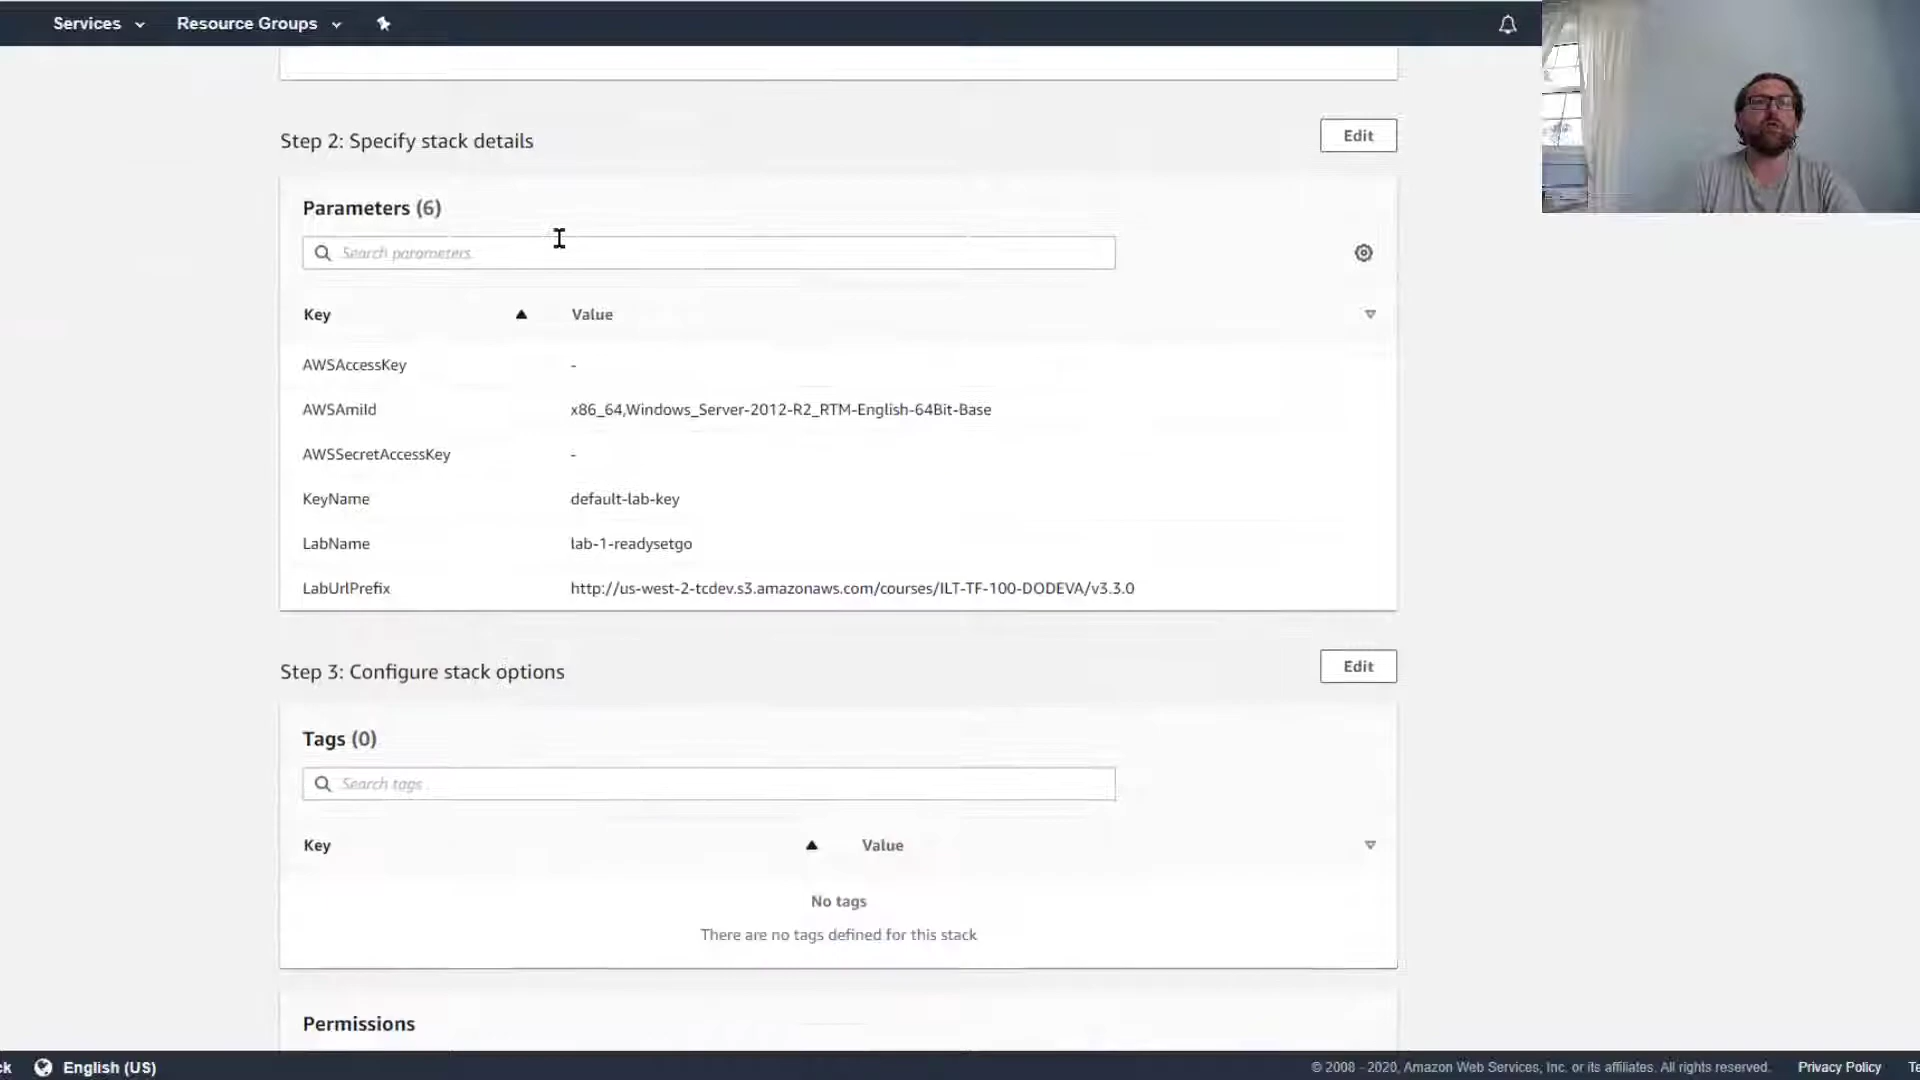 Services Resource Groups
Step 2: Specify stack details Edit
Parameters (6)
Search parameters
Key Value
AWSAccessKey -
AWSAmiId x86_64,Windows_Server-2012-R2_RTM-English-64Bit-Base
AWSSecretAccessKey -
KeyName default-lab-key
LabName lab-1-readysetgo
LabUrlPrefix http://us-west-2-tcdev.s3.amazonaws.com/courses/ILT-TF-100-DODEVA/v3.3.0
Step 3: Configure stack options Edit
Tags (0)
Search tags
Key Value
No tags
There are no tags defined for this stack
Permissions
ck English (US) © 2008 - 2020, Amazon Web Services, Inc. or its affiliates. All rights reserved. Privacy Policy Te